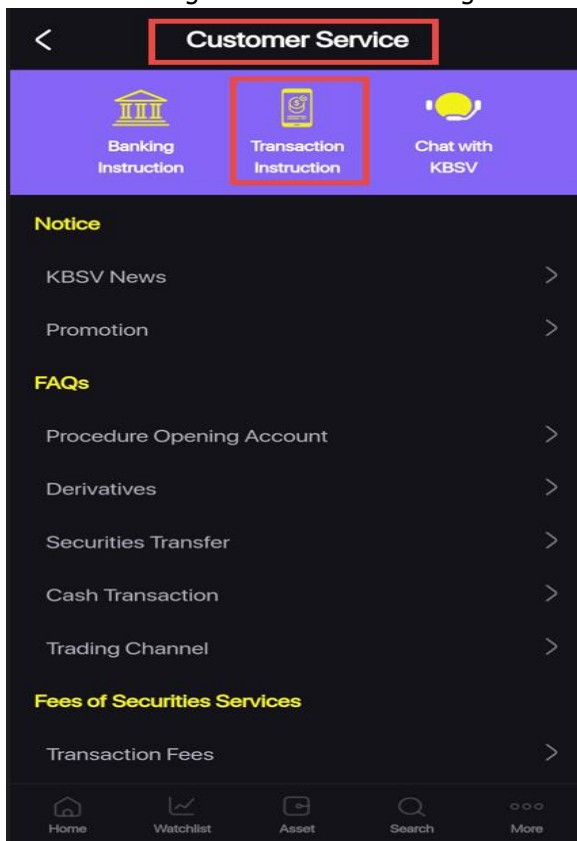 Customer Service
Banking
Instruction
Transaction
Instruction
Chat with
KBSV
Notice
KBSV News
Promotion
FAQs
Procedure Opening Account
Derivatives
Securities Transfer
Cash Transaction
Trading Channel
Fees of Securities Services
Transaction Fees
Home
Watchlist
Asset
Search
More